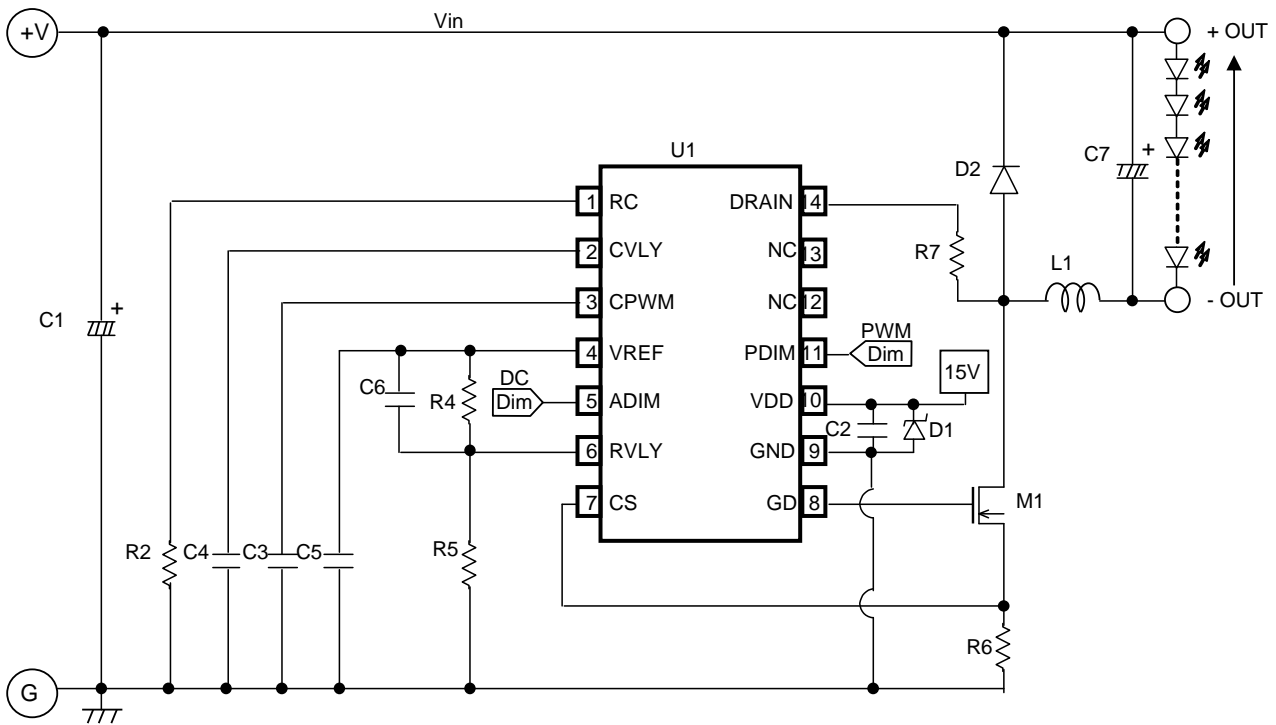 +V
Vin
+ OUT
U1
D2
C7
+
1
RC
DRAIN
14
2
CVLY
NC
13
R7
L1
3
CPWM
NC
12
- OUT
C1
+
PWM
4
VREF
PDIM
11
Dim
15V
C6
R4
DC
Dim
5
ADIM
VDD
10
C2
D1
6
RVLY
GND
9
7
CS
GD
8
M1
R2
C4
C3
C5
R5
R6
G